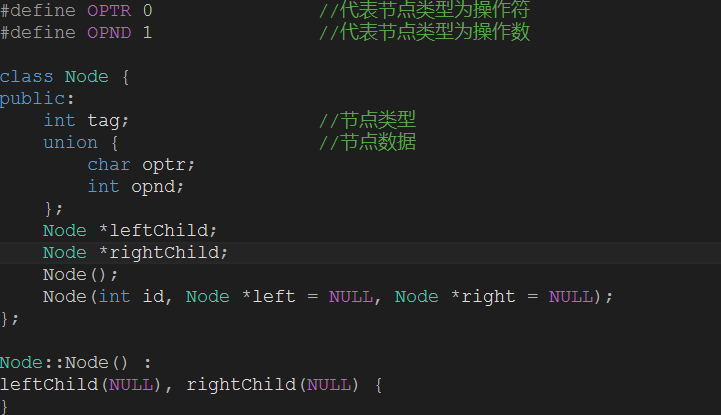 #define OPTR 0 //代表节点类型为操作符
#define OPND 1 //代表节点类型为操作数
class Node {
public:
int tag; //节点类型
union { //节点数据
char optr;
int opnd;
};
Node *leftChild;
Node *rightChild;
Node();
Node(int id, Node *left = NULL, Node *right = NULL);
};
Node::Node() :
leftChild(NULL), rightChild(NULL) {
}